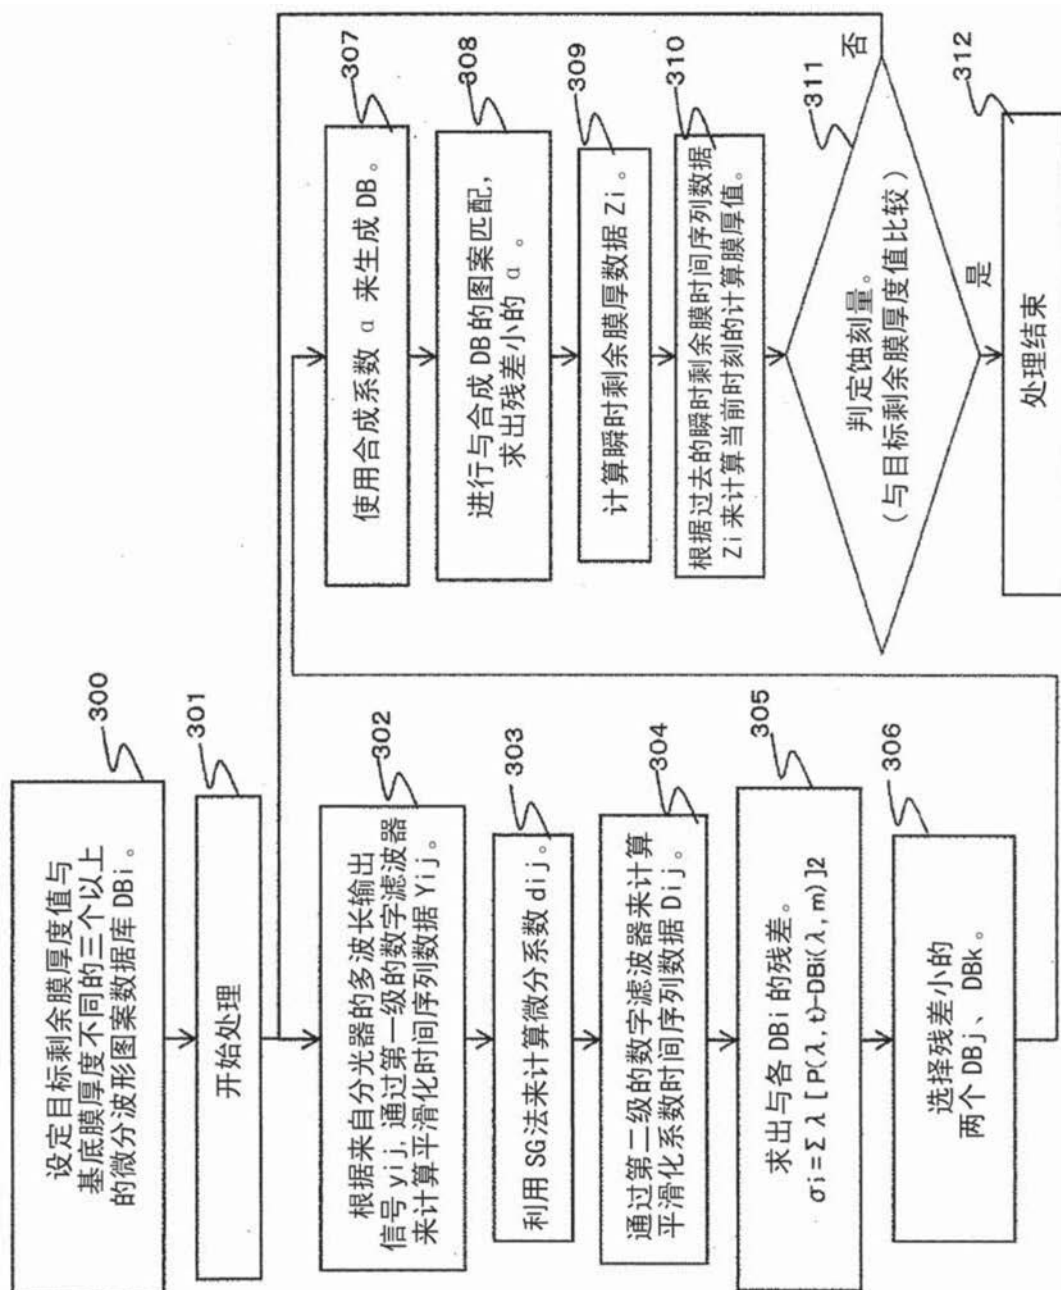 设定目标剩余膜厚度值与
基底膜厚度不同的三个以上
的微分波形图案数据库 DBi。
300
开始处理
301
根据来自分光器的多波长输出
信号 yij, 通过第一级的数字滤波器
来计算平滑化时间序列数据 Yij。
302
利用 SG法来计算微分系数 dij。
303
通过第二级的数字滤波器来计算
平滑化系数时间序列数据 Dij。
304
求出与各 DBi 的残差。
σi=Σλ[P(λ,t)-DBi(λ,m)]2
305
选择残差小的
两个 DBj、DBk。
306
使用合成系数 α 来生成 DB。
307
进行与合成 DB 的图案匹配,
求出残差小的 α。
308
计算瞬时剩余膜厚数据 Zi。
309
根据过去的瞬时剩余膜时间序列数据
Zi 来计算当前时刻的计算膜厚值。
310
判定蚀刻量。
(与目标剩余膜厚度值比较)
311
否
是
处理结束
312